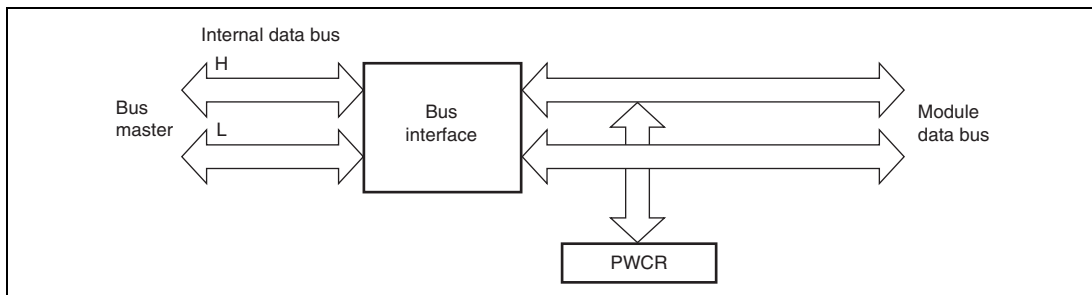 Internal data bus
H
Bus
master
L
Bus
interface
Module
data bus
PWCR